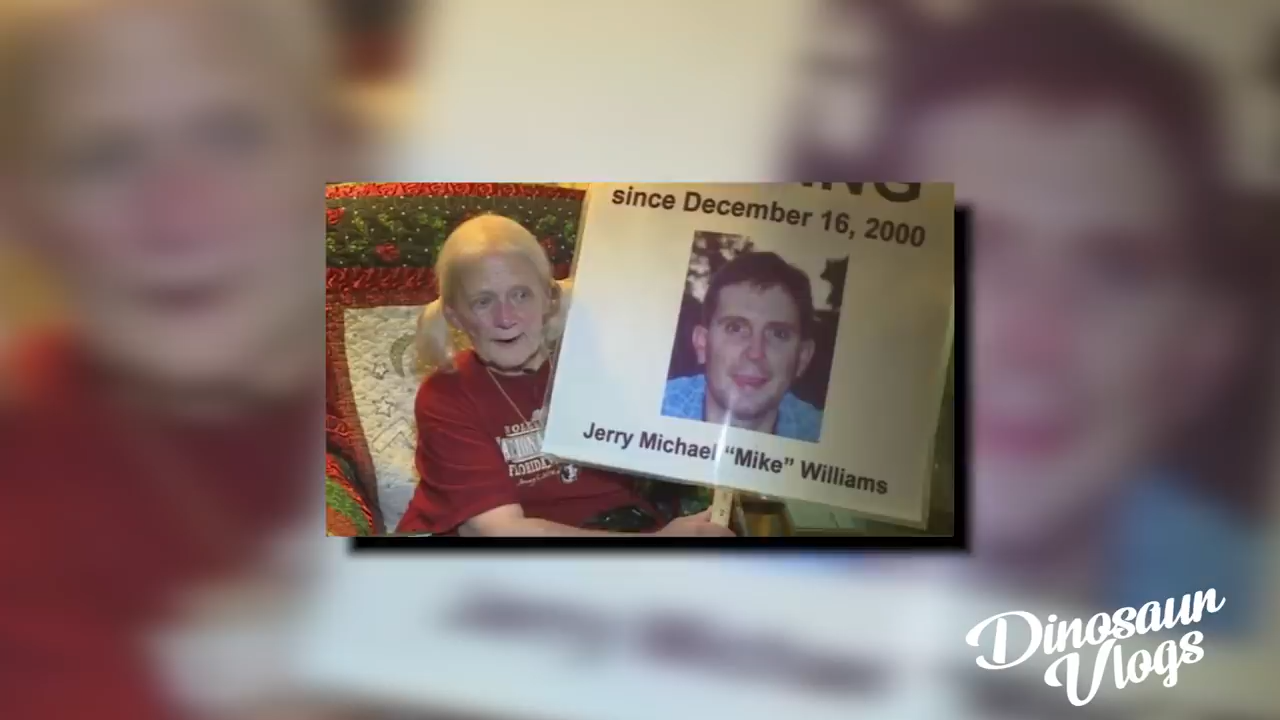 since December 16, 2000
Jerry Michael “Mike” Williams
FLORIDA
Dinosaur
Vlogs